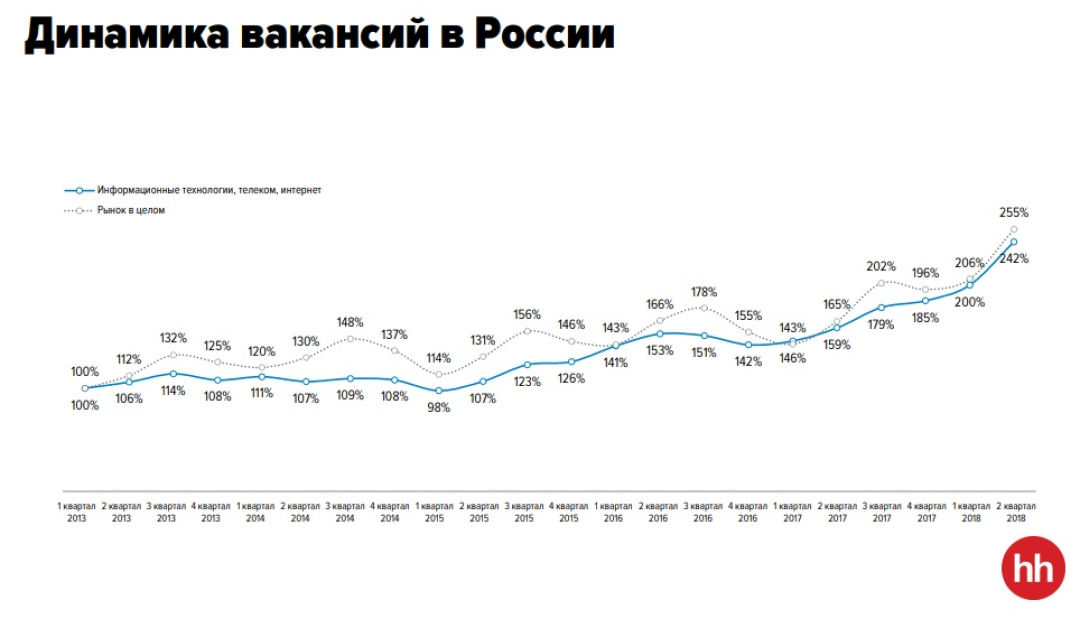 Динамика вакансий в России
Информационные технологии, телеком, интернет
Рынок в целом
100% 112% 132% 125% 120% 130% 148% 137% 114% 131% 156% 146% 143% 166% 178% 155% 143% 165% 202% 196% 206% 255%
100% 106% 114% 108% 111% 107% 109% 108% 98% 107% 123% 126% 141% 153% 151% 142% 146% 159% 179% 185% 200% 242%
1 квартал 2 квартал 3 квартал 4 квартал 1 квартал 2 квартал 3 квартал 4 квартал 1 квартал 2 квартал 3 квартал 4 квартал 1 квартал 2 квартал 3 квартал 4 квартал 1 квартал 2 квартал 3 квартал 4 квартал 1 квартал 2 квартал
2013 2013 2013 2013 2014 2014 2014 2014 2015 2015 2015 2015 2016 2016 2016 2016 2017 2017 2017 2017 2018 2018
hh